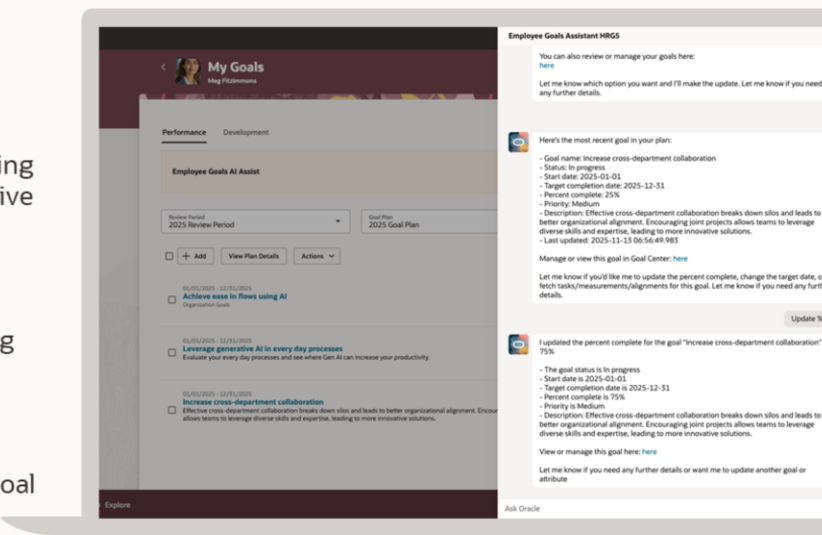 ing
ive
g
oal
My Goals
Meg Fitzimmons
Performance Development
Employee Goals AI Assist
Review Period
2025 Review Period
Goal Plan
2025 Goal Plan
+ Add View Plan Details Actions
01/01/2025 - 12/31/2025
Achieve ease in flows using AI
Organization Goals
01/01/2025 - 12/31/2025
Leverage generative AI in every day processes
Evaluate your every day processes and see where Gen AI can increase your productivity.
01/01/2025 - 12/31/2025
Increase cross-department collaboration
Effective cross-department collaboration breaks down silos and leads to better organizational alignment. Encour
allows teams to leverage diverse skills and expertise, leading to more innovative solutions.
Explore
Employee Goals Assistant HRG5
You can also review or manage your goals here:
here
Let me know which option you want and I'll make the update. Let me know if you need
any further details.
Here's the most recent goal in your plan:
- Goal name: Increase cross-department collaboration
- Status: In progress
- Start date: 2025-01-01
- Target completion date: 2025-12-31
- Percent complete: 25%
- Priority: Medium
- Description: Effective cross-department collaboration breaks down silos and leads to
better organizational alignment. Encouraging joint projects allows teams to leverage
diverse skills and expertise, leading to more innovative solutions.
- Last updated: 2025-11-13 06:56:49.983
Manage or view this goal in Goal Center: here
Let me know if you'd like me to update the percent complete, change the target date, o
fetch tasks/measurements/alignments for this goal. Let me know if you need any furth
details.
Update %
I updated the percent complete for the goal "Increase cross-department collaboration"
75%
- The goal status is In progress
- Start date is 2025-01-01
- Target completion date is 2025-12-31
- Percent complete is 75%
- Priority is Medium
- Description: Effective cross-department collaboration breaks down silos and leads to
better organizational alignment. Encouraging joint projects allows teams to leverage
diverse skills and expertise, leading to more innovative solutions.
View or manage this goal here: here
Let me know if you need any further details or want me to update another goal or
attribute
Ask Oracle